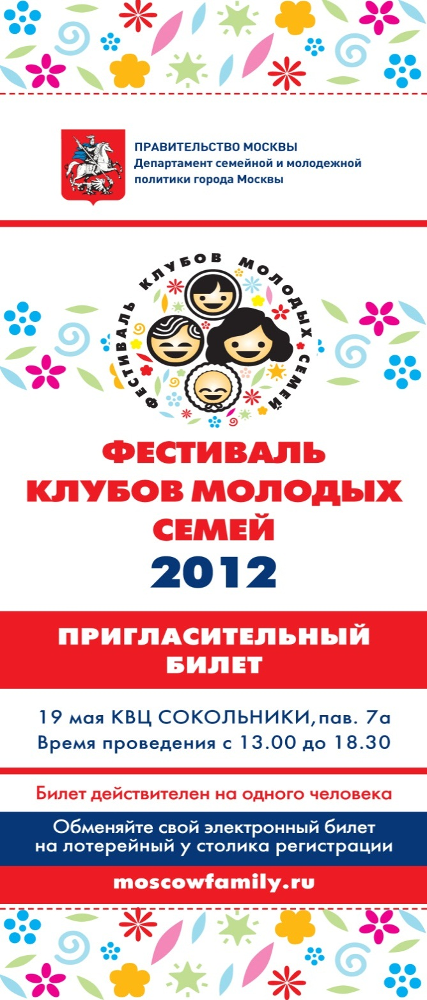 ПРАВИТЕЛЬСТВО МОСКВЫ
Департамент семейной и молодежной
политики города Москвы
ФЕСТИВАЛЬ КЛУБОВ МОЛОДЫХ СЕМЕЙ
ФЕСТИВАЛЬ
КЛУБОВ МОЛОДЫХ
СЕМЕЙ
2012
ПРИГЛАСИТЕЛЬНЫЙ
БИЛЕТ
19 мая КВЦ СОКОЛЬНИКИ, пав. 7а
Время проведения с 13.00 до 18.30
Билет действителен на одного человека
Обменяйте свой электронный билет
на лотерейный у столика регистрации
moscowfamily.ru